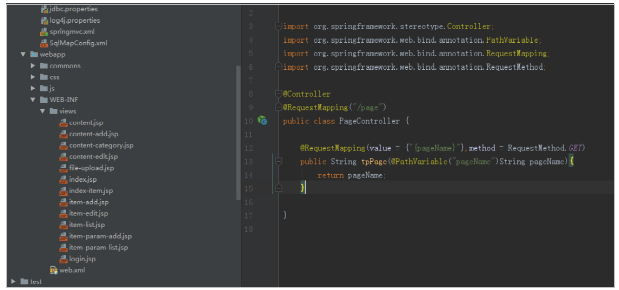 jdbc.properties
log4j.properties
springmvc.xml
SqlMapConfig.xml
webapp
commons
css
js
WEB-INF
views
content.jsp
content-add.jsp
content-category.jsp
content-edit.jsp
file-upload.jsp
index.jsp
index-item.jsp
item-add.jsp
item-edit.jsp
item-list.jsp
item-param-add.jsp
item-param-list.jsp
login.jsp
web.xml
test
2
3 import org.springframework.stereotype.Controller;
4 import org.springframework.web.bind.annotation.PathVariable;
5 import org.springframework.web.bind.annotation.RequestMapping;
6 import org.springframework.web.bind.annotation.RequestMethod;
7
8 @Controller
9 @RequestMapping("/page")
10 public class PageController {
11
12 @RequestMapping(value = {"{pageName}"},method = RequestMethod.GET)
13 public String tpPage(@PathVariable("pageName")String pageName){
14 return pageName;
15 }
16
17 }
18